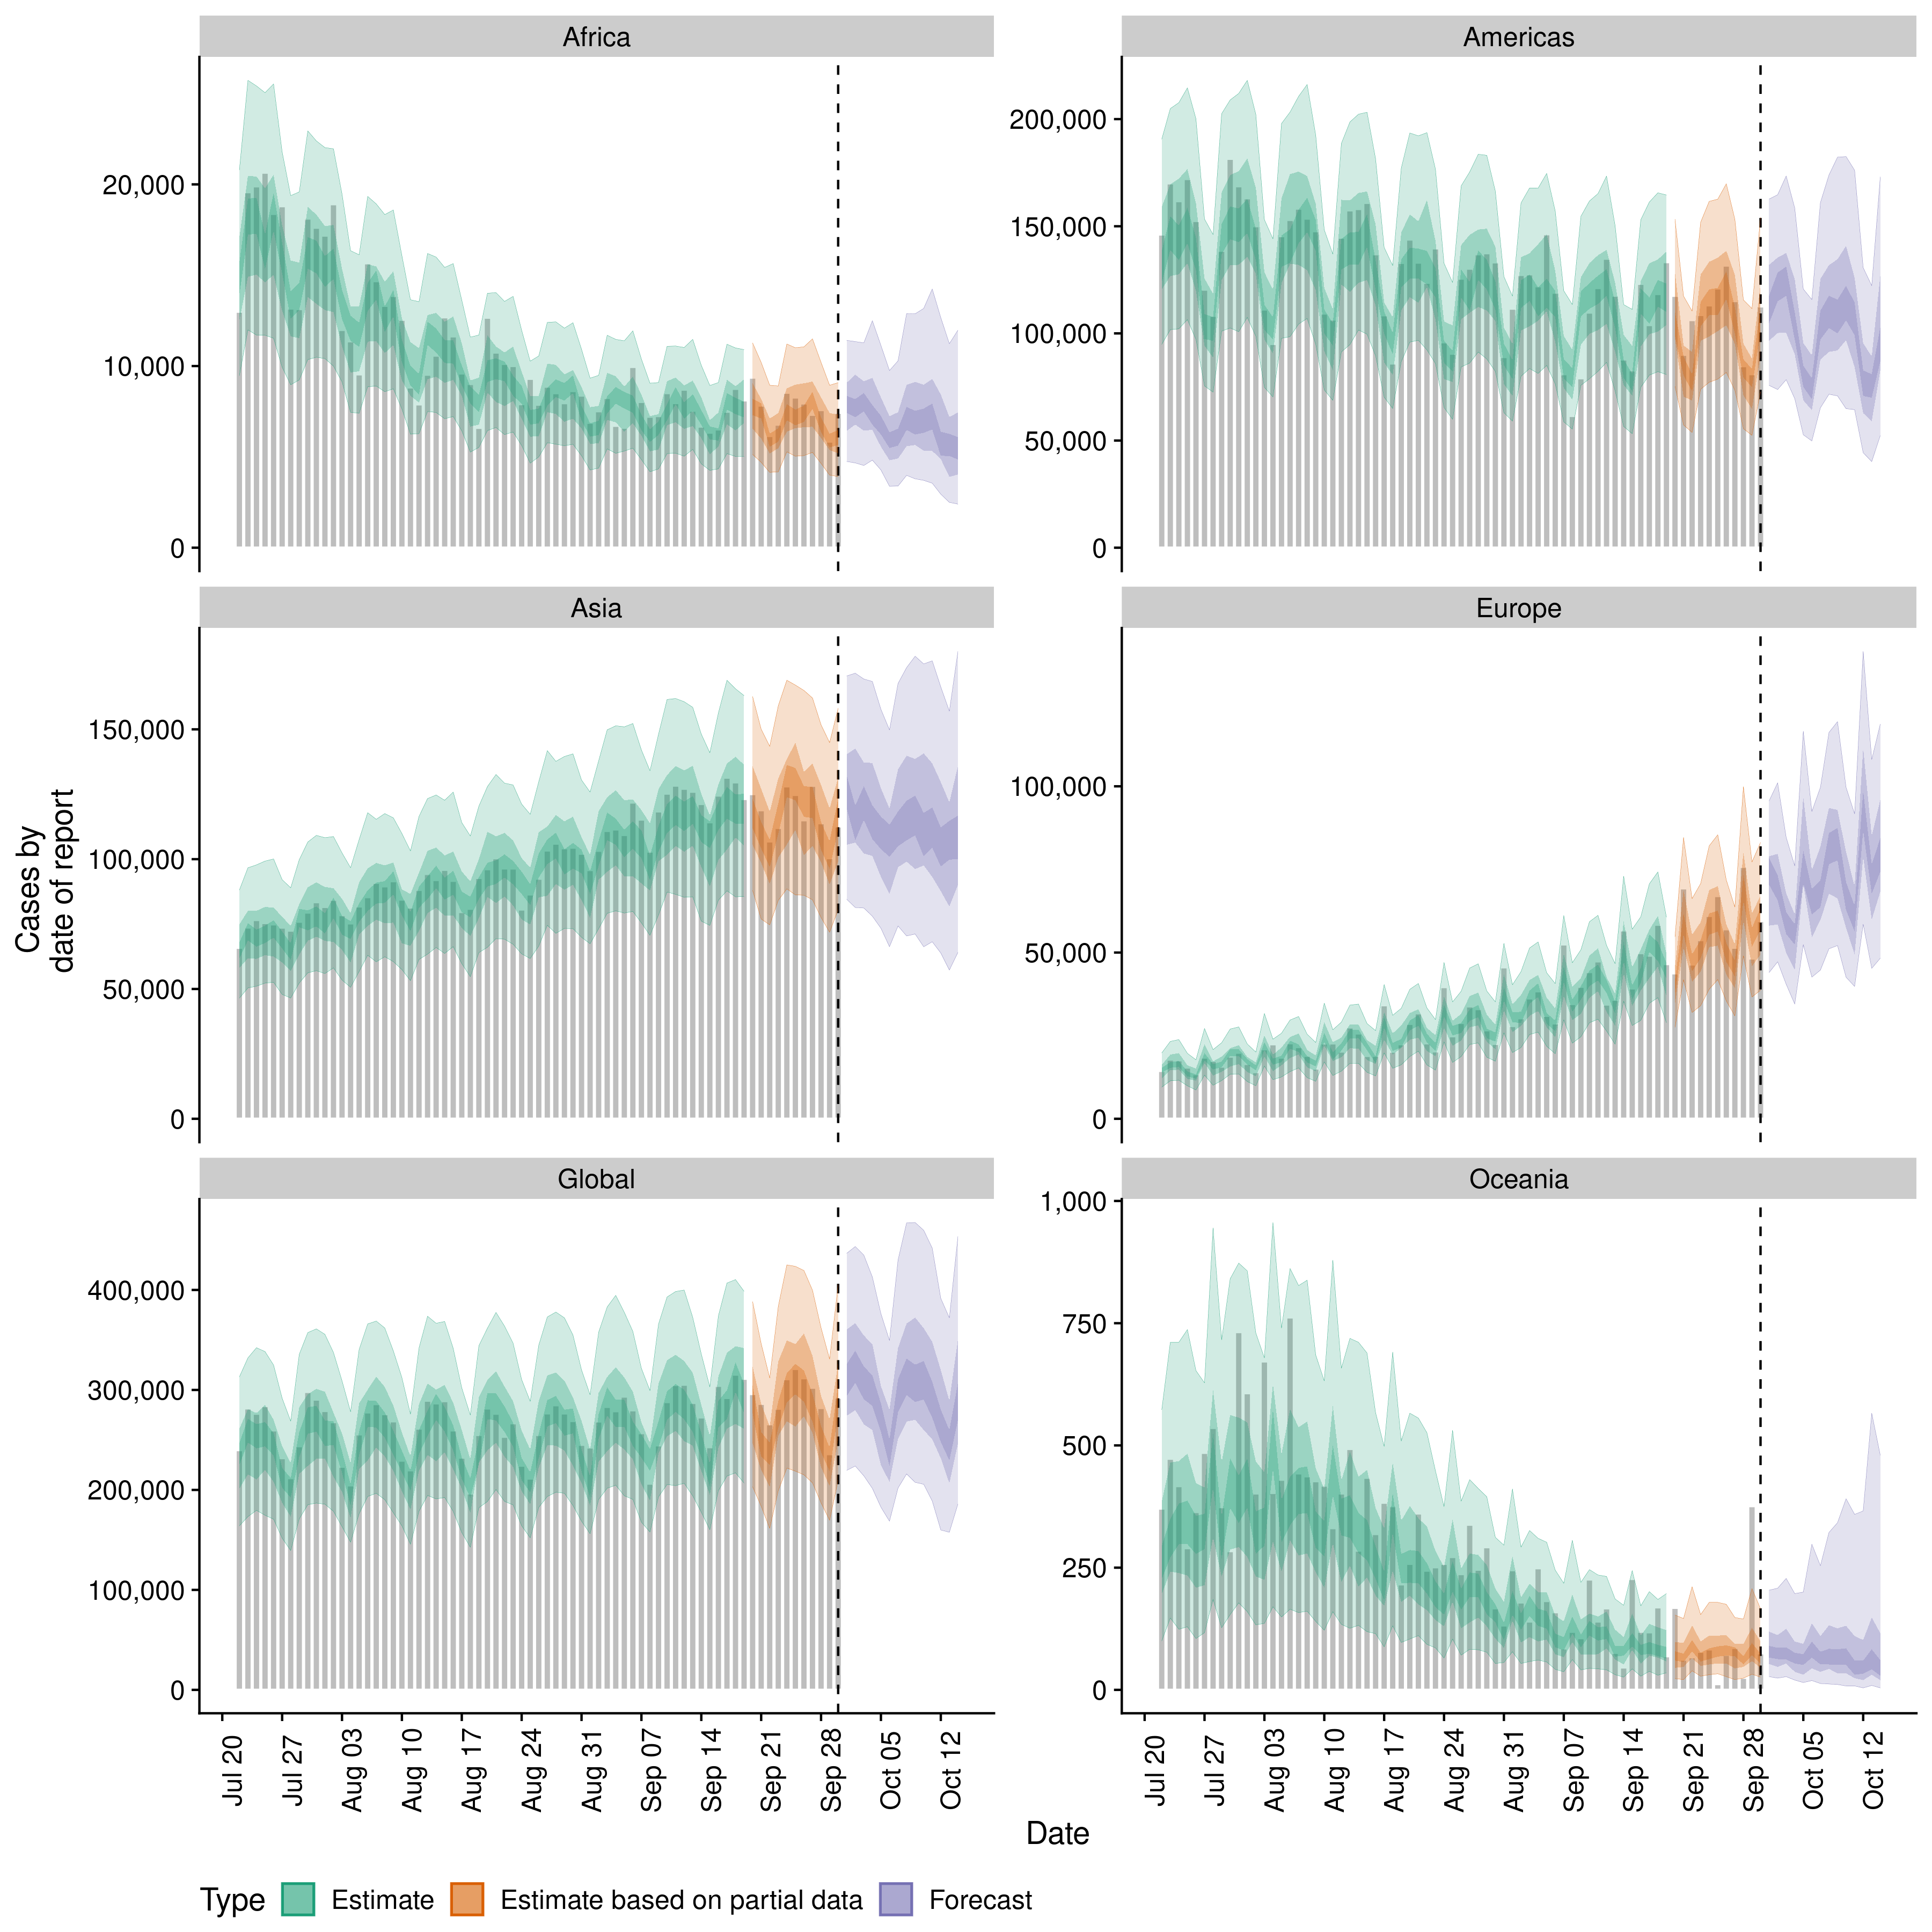 Africa
Americas
20,000
10,000
0
200,000
150,000
100,000
50,000
0
Asia
Europe
150,000
100,000
50,000
0
100,000
50,000
0
Cases by
date of report
Global
Oceania
400,000
300,000
200,000
100,000
0
1,000
750
500
250
0
Jul 20
Jul 27
Aug 03
Aug 10
Aug 17
Aug 24
Aug 31
Sep 07
Sep 14
Sep 21
Sep 28
Oct 05
Oct 12
Jul 20
Jul 27
Aug 03
Aug 10
Aug 17
Aug 24
Aug 31
Sep 07
Sep 14
Sep 21
Sep 28
Oct 05
Oct 12
Date
Type Estimate Estimate based on partial data Forecast